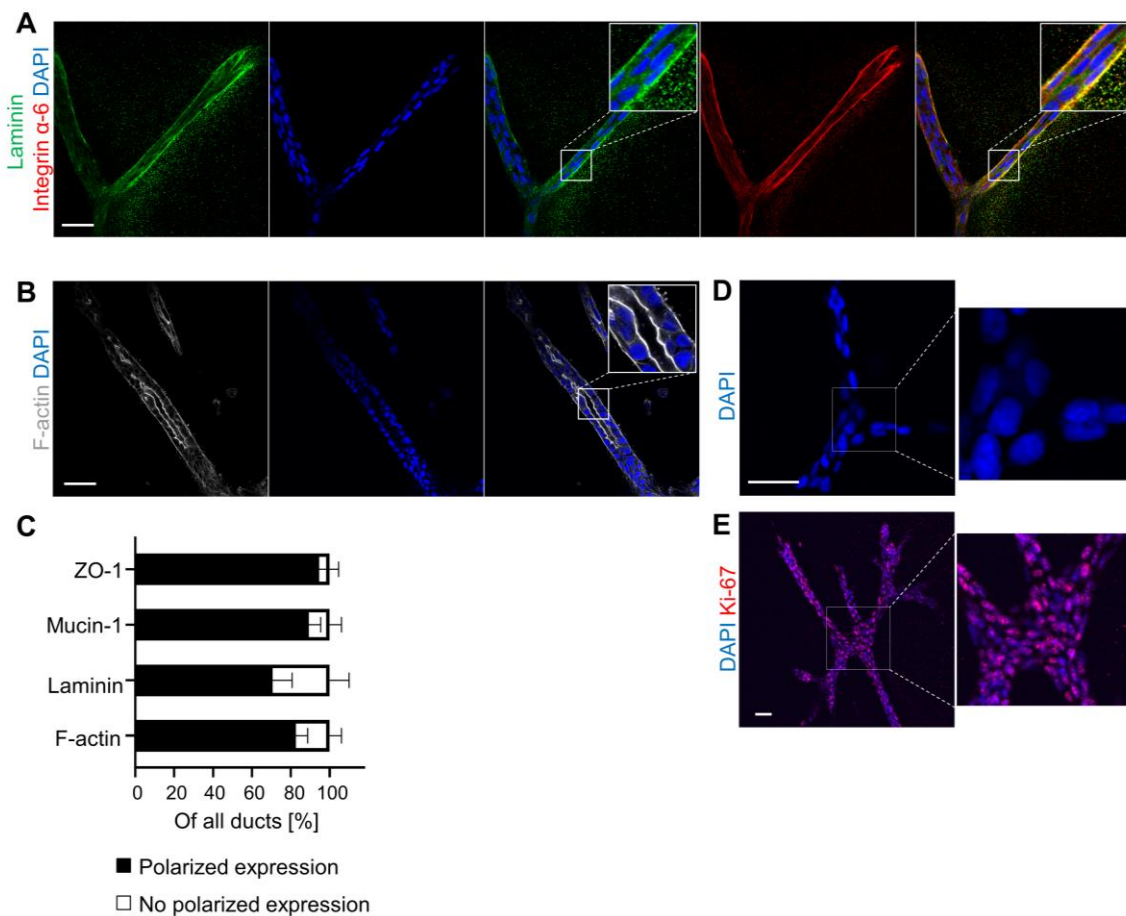 A
Laminin
Integrin α-6 DAPI
B
F-actin DAPI
D
DAPI
C
ZO-1
Mucin-1
Laminin
F-actin
0 20 40 60 80 100
Of all ducts [%]
Polarized expression
No polarized expression
E
DAPI Ki-67